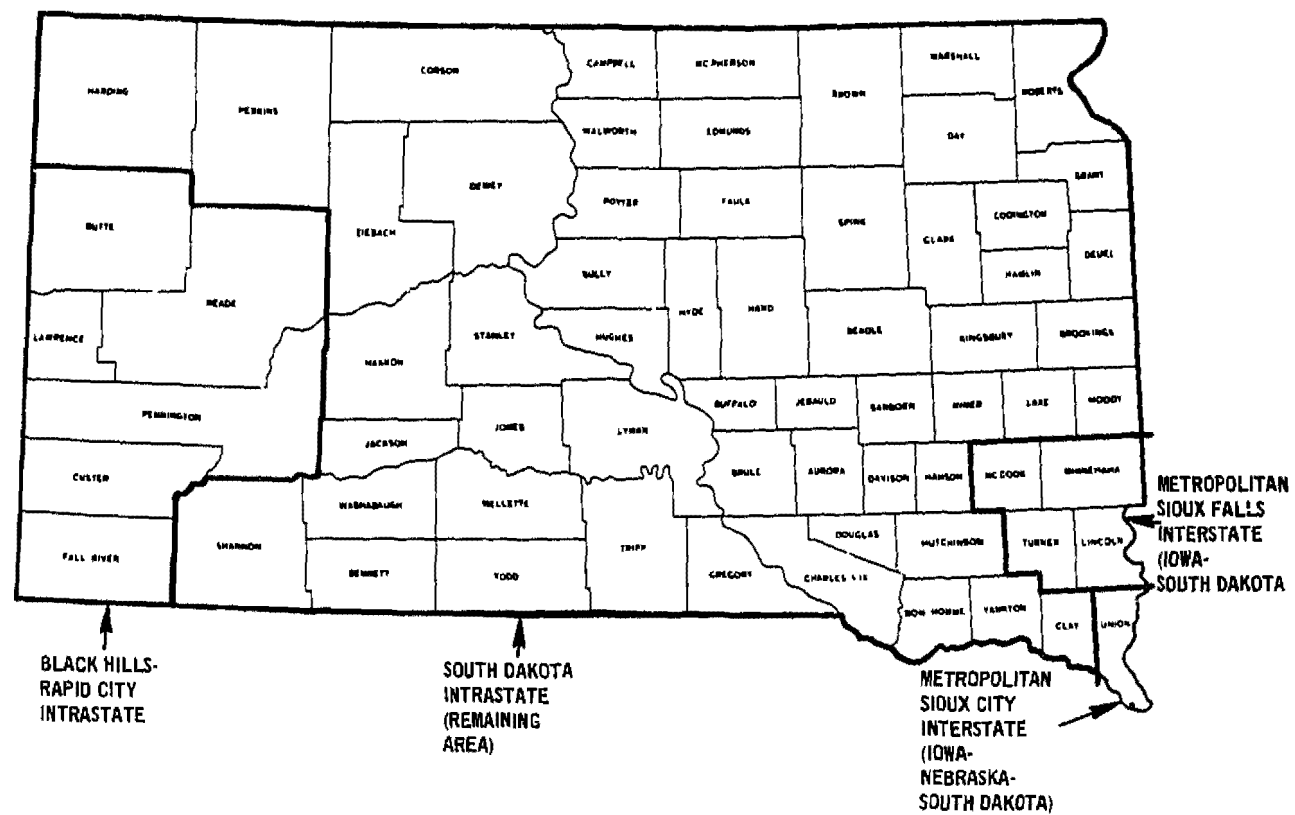 HARDING
PERKINS
CORSON
CAMPBELL
MCPHERSON
BROWN
MARSHALL
ROBERTS
WALWORTH
EDMUNDS
DAY
GRANT
BUTTE
ZIEBACH
DEWEY
POTTER
FAULK
SPINK
CLARK
CODINGTON
DEUEL
HAMLIN
MEADE
SULLY
HYDE
HAND
LAWRENCE
HAAKON
STANLEY
HUGHES
BEADLE
KINGSBURY
BROOKINGS
PENNINGTON
JACKSON
JONES
LYMAN
BUFFALO
JERAULD
SANBORN
MINER
LAKE
MOODY
CUSTER
WASHABAUGH
MELLETTE
BRULE
AURORA
DAVISON
HANSON
MC COOK
MINNEHAHA
FALL RIVER
SHANNON
BENNETT
TODD
TRIPP
GREGORY
CHARLES MIX
DOUGLAS
HUTCHINSON
TURNER
LINCOLN
BON HOMME
YANKTON
CLAY
UNION
METROPOLITAN
SIOUX FALLS
INTERSTATE
(IOWA-
SOUTH DAKOTA
BLACK HILLS-
RAPID CITY
INTRASTATE
SOUTH DAKOTA
INTRASTATE
(REMAINING
AREA)
METROPOLITAN
SIOUX CITY
INTERSTATE
(IOWA-
NEBRASKA-
SOUTH DAKOTA)